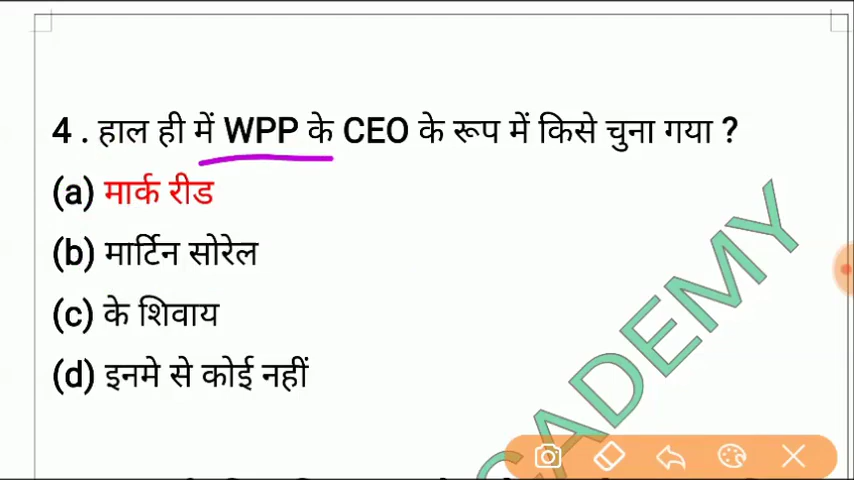 4 . हाल ही में WPP के CEO के रूप में किसे चुना गया ?
(a) मार्क रीड
(b) मार्टिन सोरेल
(c) के शिवाय
(d) इनमे से कोई नहीं
CADEMY